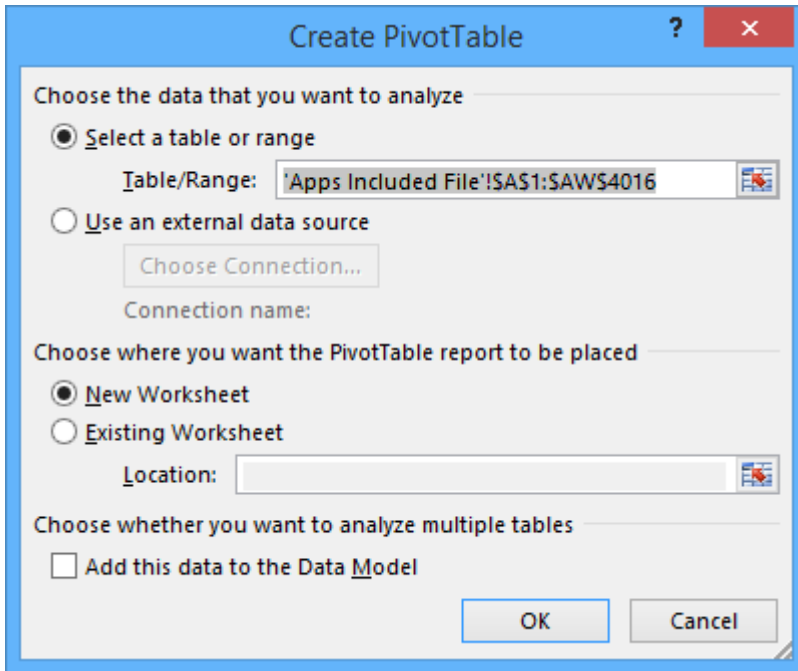 Create PivotTable
?
Choose the data that you want to analyze
Select a table or range
Table/Range: 'Apps Included File'!$A$1:$AW$4016
Use an external data source
Choose Connection...
Connection name:
Choose where you want the PivotTable report to be placed
New Worksheet
Existing Worksheet
Location:
Choose whether you want to analyze multiple tables
Add this data to the Data Model
OK Cancel